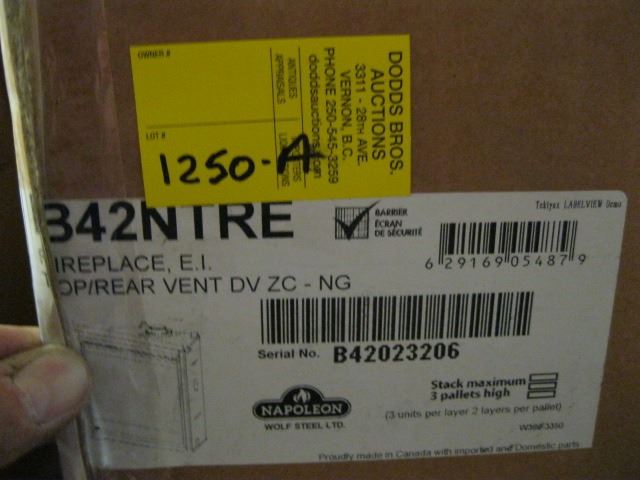 OWNER #
LOT #
1250-A
DODDS BROS.
AUCTIONS
3311 - 28TH AVE.
VERNON, B.C.
PHONE 250-545-3259
doddsauctions.com
ANTIQUES
APPRAISALS
B42NTRE
BARRIER
ÉCRAN
DE SÉCURITÉ
LABELVIEW Demo
6 29169 05487 9
IREPLACE, E.I.
OP/REAR VENT DV ZC - NG
Serial No. B42023206
NAPOLEON
WOLF STEEL LTD.
Stack maximum
3 pallets high
(3 units per layer 2 layers per pallet)
Proudly made in Canada with imported and Domestic parts